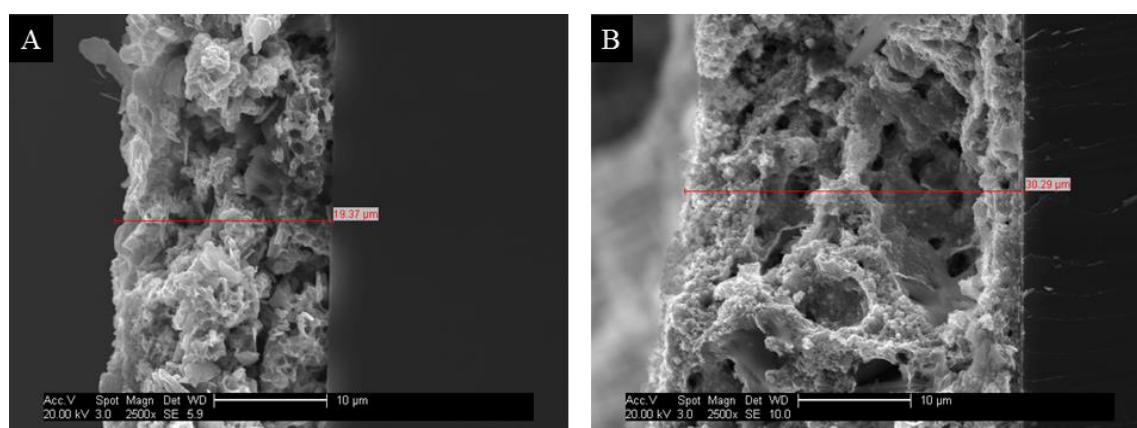 A
19.37 µm
Acc.V Spot Magn Det WD
20.00 kV 3.0 2500x SE 5.9
10 µm
B
30.29 µm
Acc.V Spot Magn Det WD
20.00 kV 3.0 2500x SE 10.0
10 µm